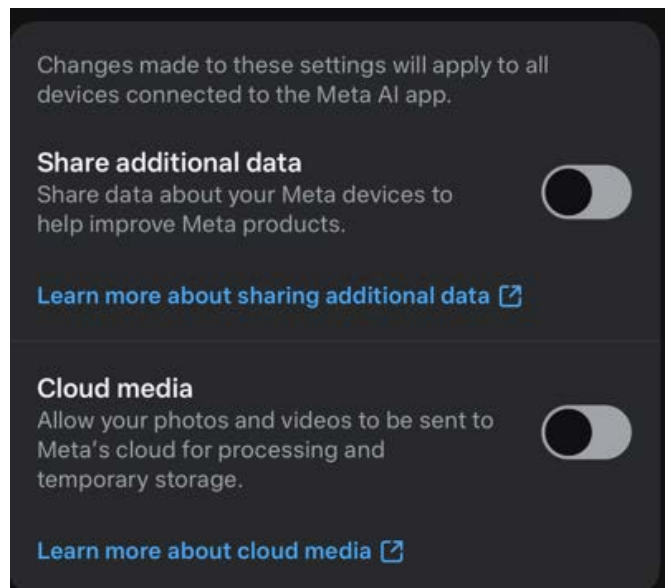 Changes made to these settings will apply to all
devices connected to the Meta AI app.
Share additional data
Share data about your Meta devices to
help improve Meta products.
Learn more about sharing additional data
Cloud media
Allow your photos and videos to be sent to
Meta's cloud for processing and
temporary storage.
Learn more about cloud media